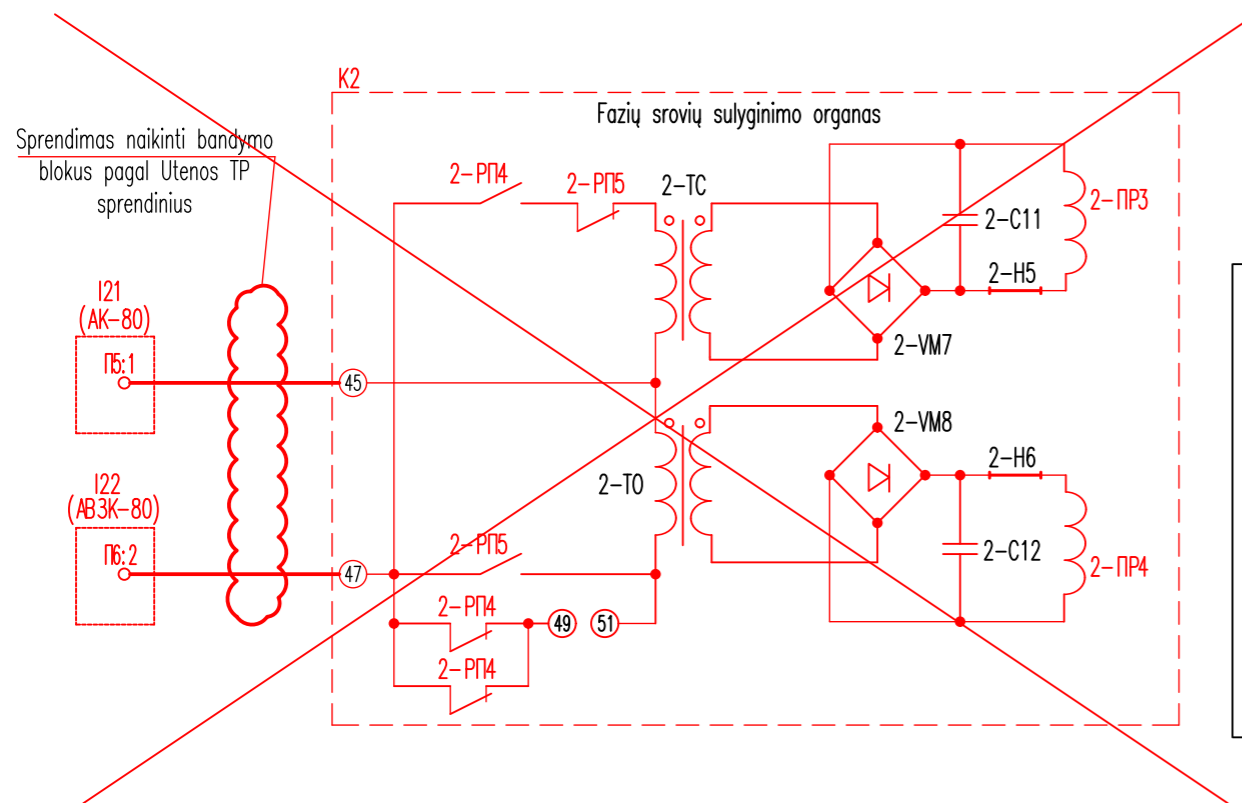 K2
Fazių srovių sulyginimo organas
Sprendimas naikinti bandymo
blokus pagal Utenos TP
sprendinius
2-РП4
2-РП5
2-TC
2-C11
2-ПР3
2-H5
2-VM7
I21
(AK-80)
П5:1
45
2-VM8
2-H6
2-TO
I22
(АВЗК-80)
П6:2
47
2-РП5
2-C12
2-ПР4
2-РП4
49
51
2-РП4